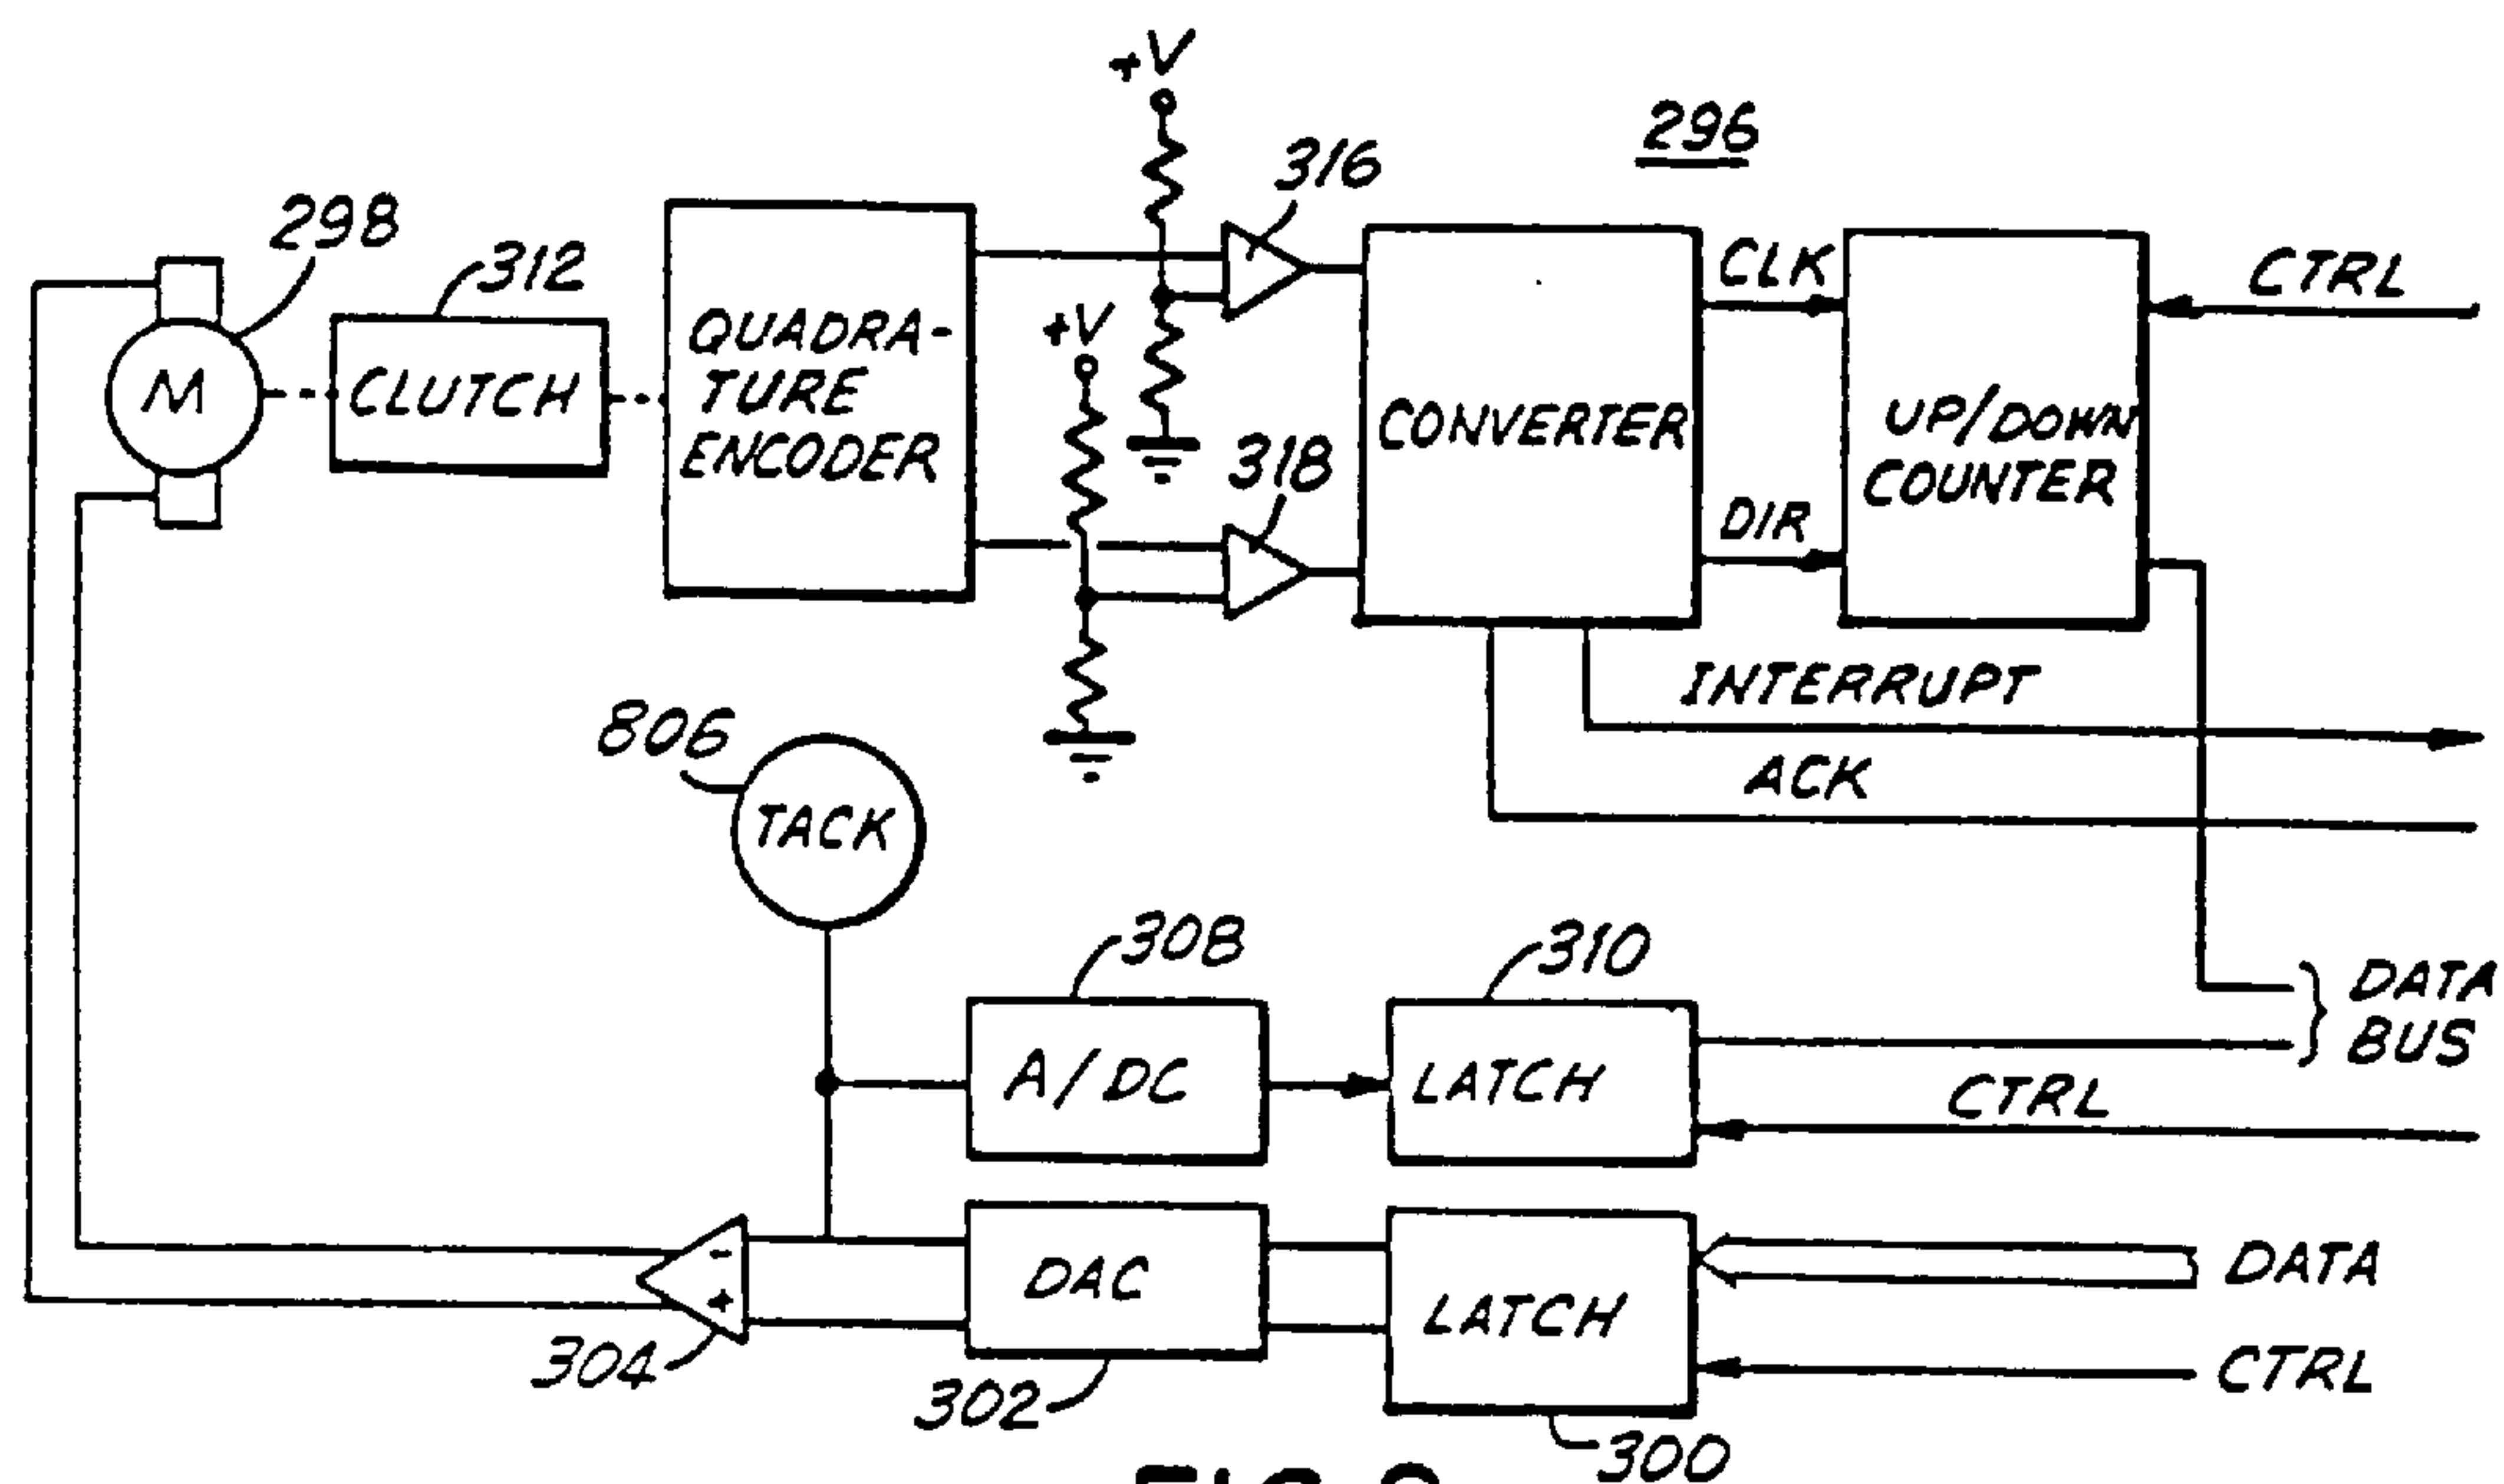 +V
296
316
298
312
CLK
CTRL
QUADRA-
TURE
ENCODER
+V
M
CLUTCH
CONVERTER
UP/DOWN
COUNTER
318
DIR
INTERRUPT
806
ACK
TACK
308
310
DATA
BUS
A/DC
LATCH
CTRL
-
+
DAC
LATCH
DATA
304
302
CTRL
300